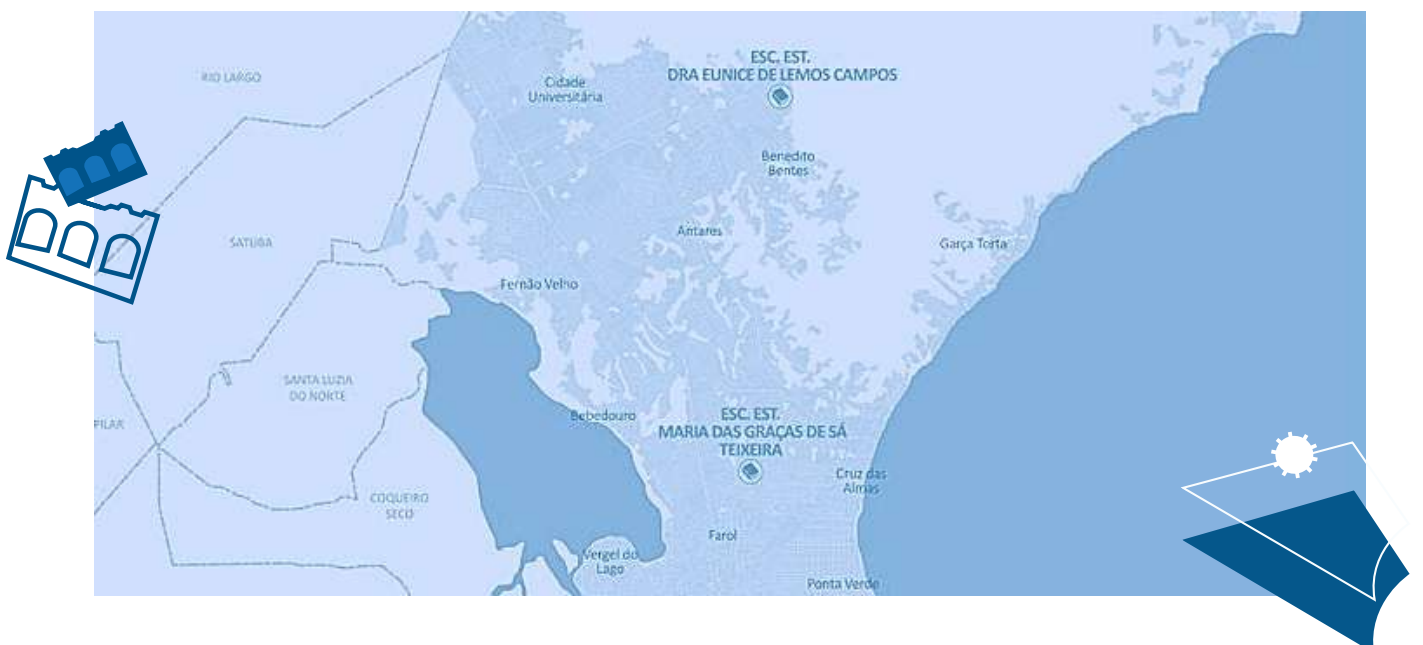 ESC. EST.
DRA EUNICE DE LEMOS CAMPOS
RIO LARGO
Cidade
Universitária
Benedito
Bentes
Antares
SATUBA
Garça Torta
Fernão Velho
SANTA LUZIA
DO NORTE
Bebedouro
ESC. EST.
MARIA DAS GRAÇAS DE SÁ
TEIXEIRA
PILAR
Cruz das
Almas
COQUEIRO
SECO
Farol
Vergel do
Lago
Ponta Verde